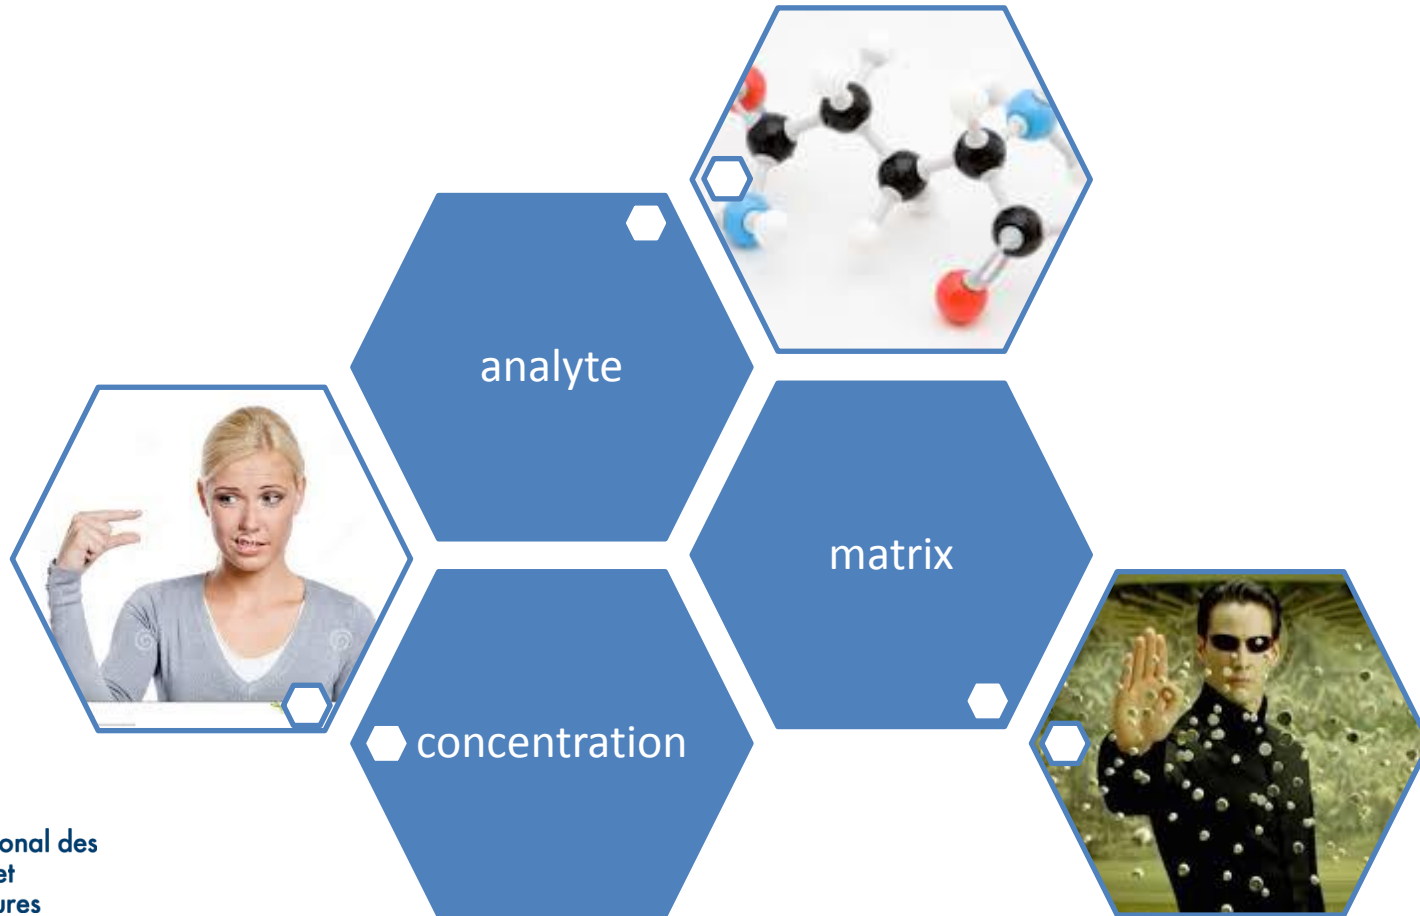 analyte
matrix
concentration
onal des
et
ures